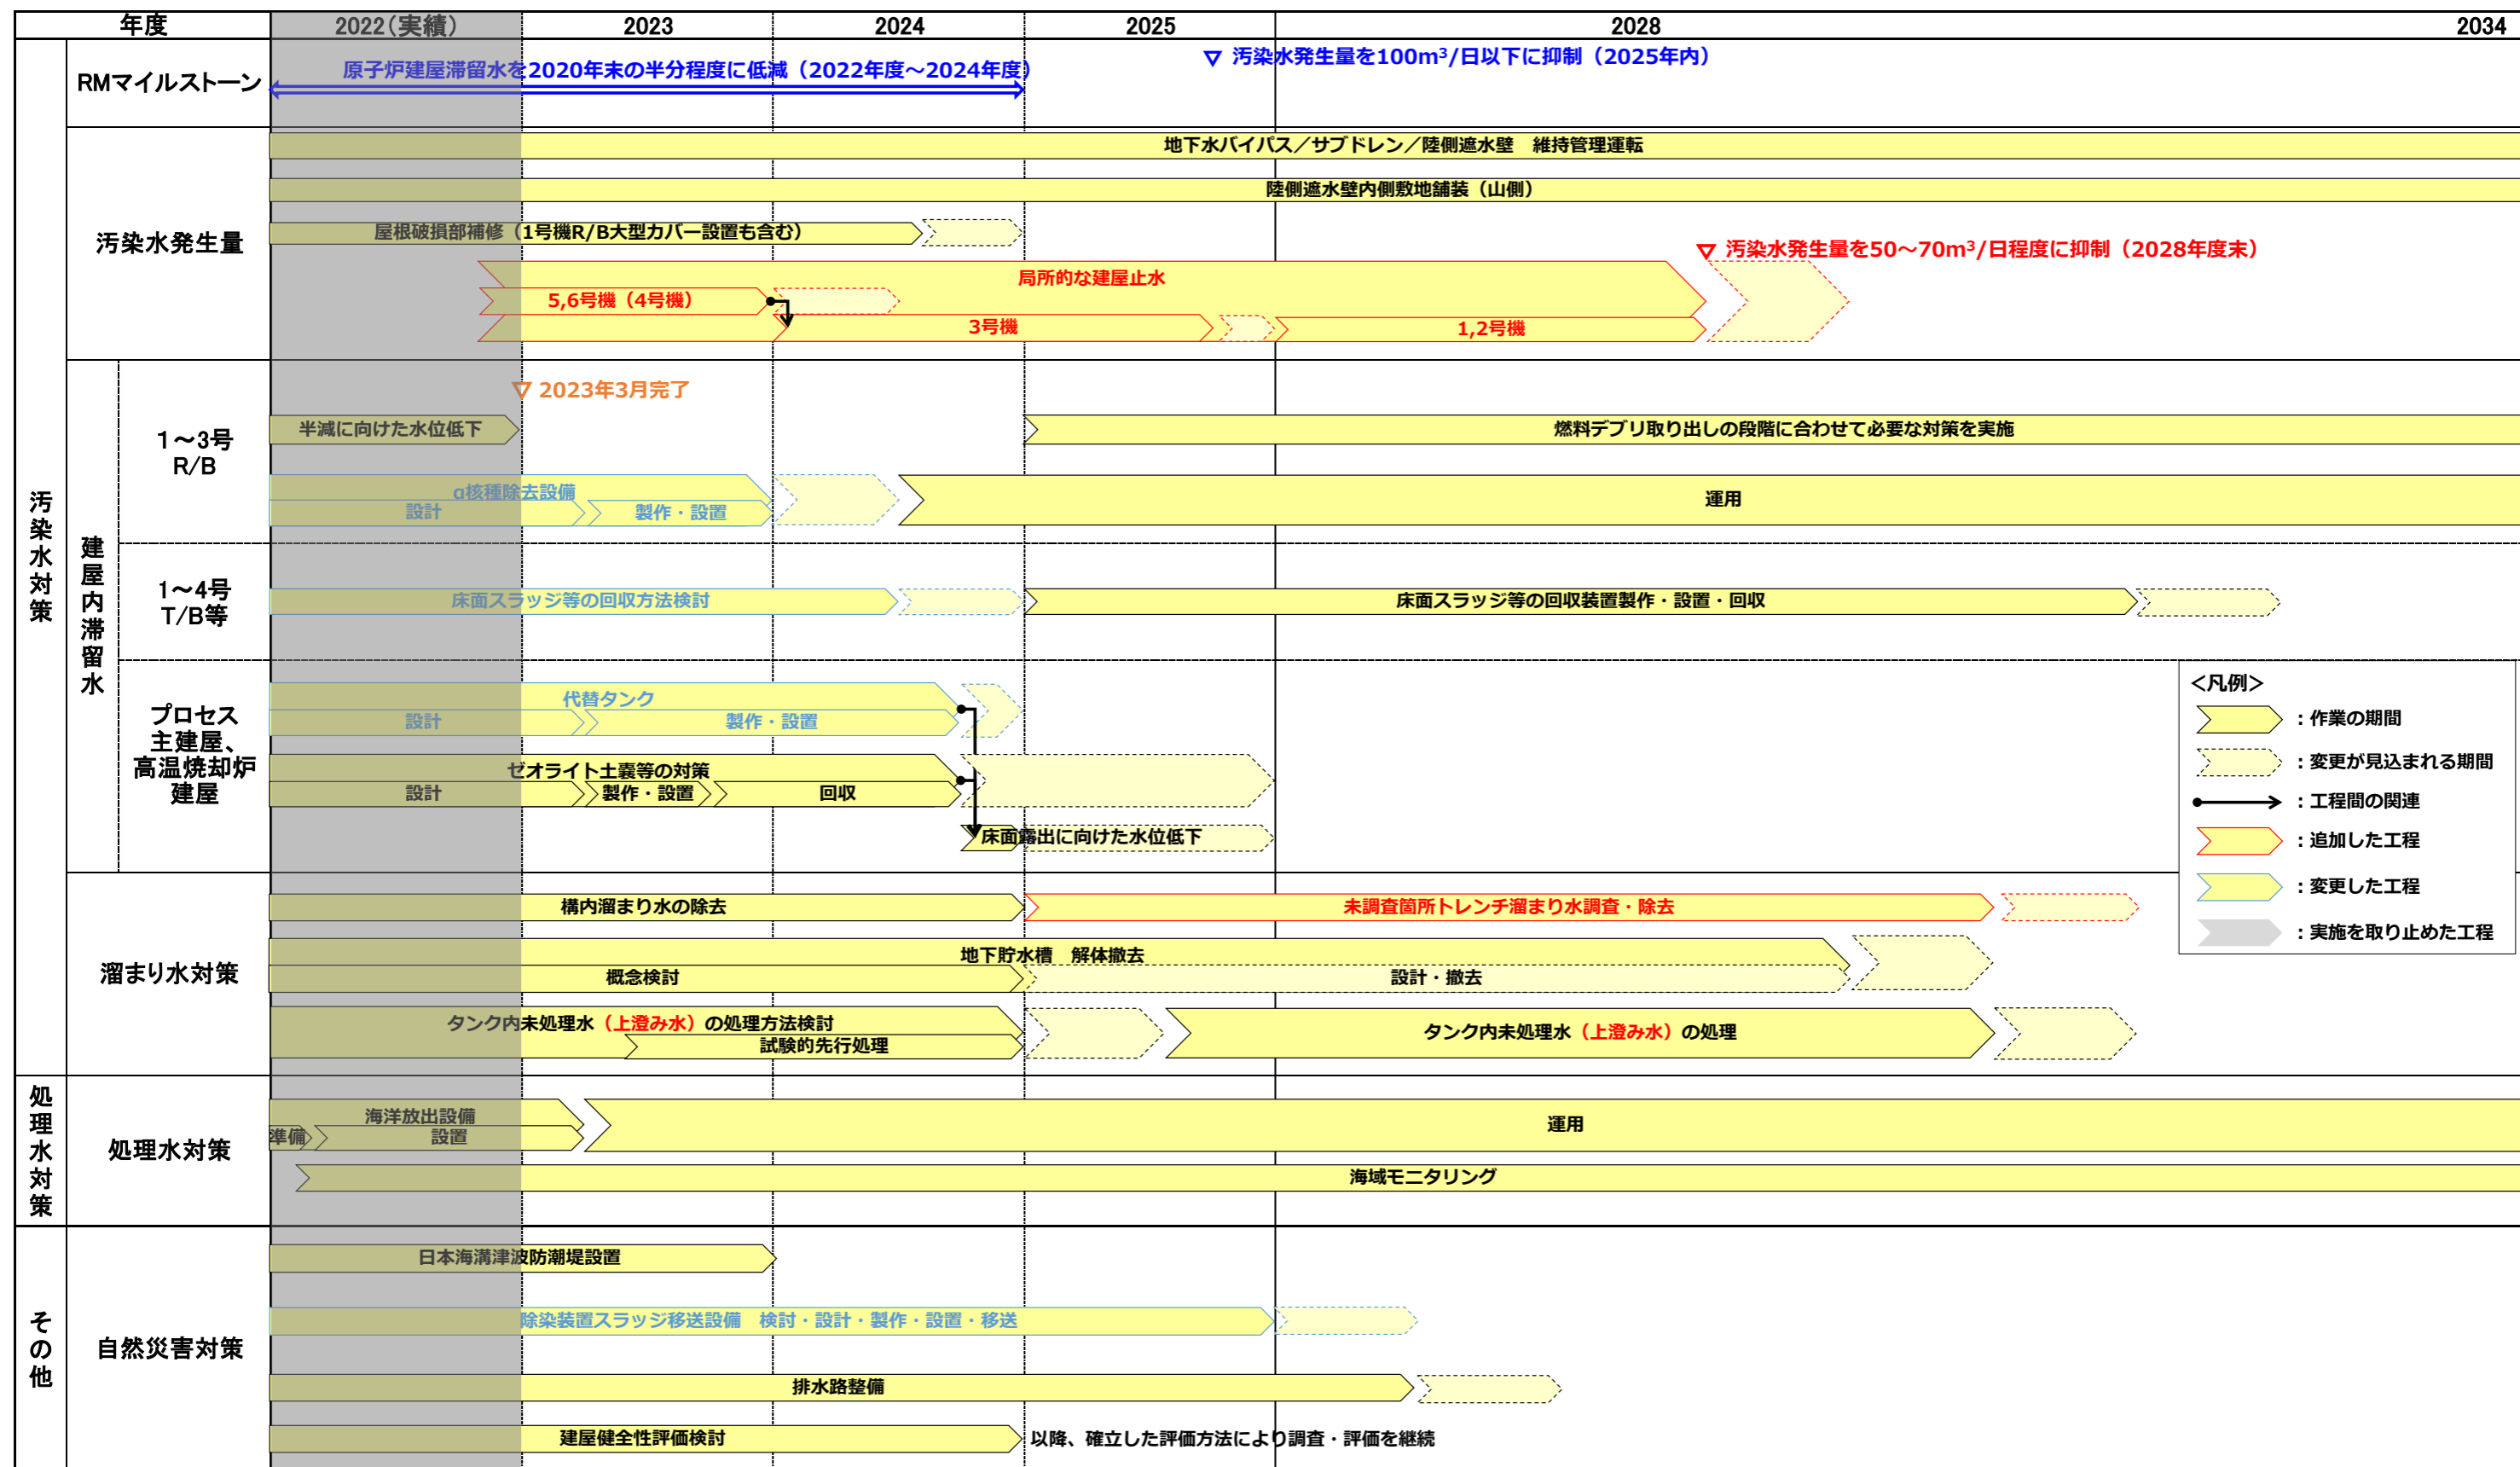 年度
2022(実績)
2023
2024
2025
2028
2034
汚染水対策
RMマイルストーン
原子炉建屋滞留水を2020年末の半分程度に低減（2022年度～2024年度）
▽ 汚染水発生量を100m³/日以下に抑制（2025年内）
汚染水発生量
地下水バイパス／サブドレン／陸側遮水壁　維持管理運転
陸側遮水壁内側敷地舗装（山側）
屋根破損部補修（1号機R/B大型カバー設置も含む）
▽ 汚染水発生量を50～70m³/日程度に抑制（2028年度末）
局所的な建屋止水
5,6号機（4号機）
3号機
1,2号機
建屋内滞留水
1～3号
R/B
▽ 2023年3月完了
半減に向けた水位低下
燃料デブリ取り出しの段階に合わせて必要な対策を実施
α核種除去設備
設計
製作・設置
運用
1～4号
T/B等
床面スラッジ等の回収方法検討
床面スラッジ等の回収装置製作・設置・回収
プロセス
主建屋、
高温焼却炉
建屋
代替タンク
設計
製作・設置
ゼオライト土嚢等の対策
設計
製作・設置
回収
床面露出に向けた水位低下
＜凡例＞
：作業の期間
：変更が見込まれる期間
：工程間の関連
：追加した工程
：変更した工程
：実施を取り止めた工程
溜まり水対策
構内溜まり水の除去
未調査箇所トレンチ溜まり水調査・除去
地下貯水槽　解体撤去
概念検討
設計・撤去
タンク内未処理水（上澄み水）の処理方法検討
試験的先行処理
タンク内未処理水（上澄み水）の処理
処理水対策
処理水対策
海洋放出設備
準備
設置
運用
海域モニタリング
その他
自然災害対策
日本海溝津波防潮堤設置
除染装置スラッジ移送設備　検討・設計・製作・設置・移送
排水路整備
建屋健全性評価検討
以降、確立した評価方法により調査・評価を継続